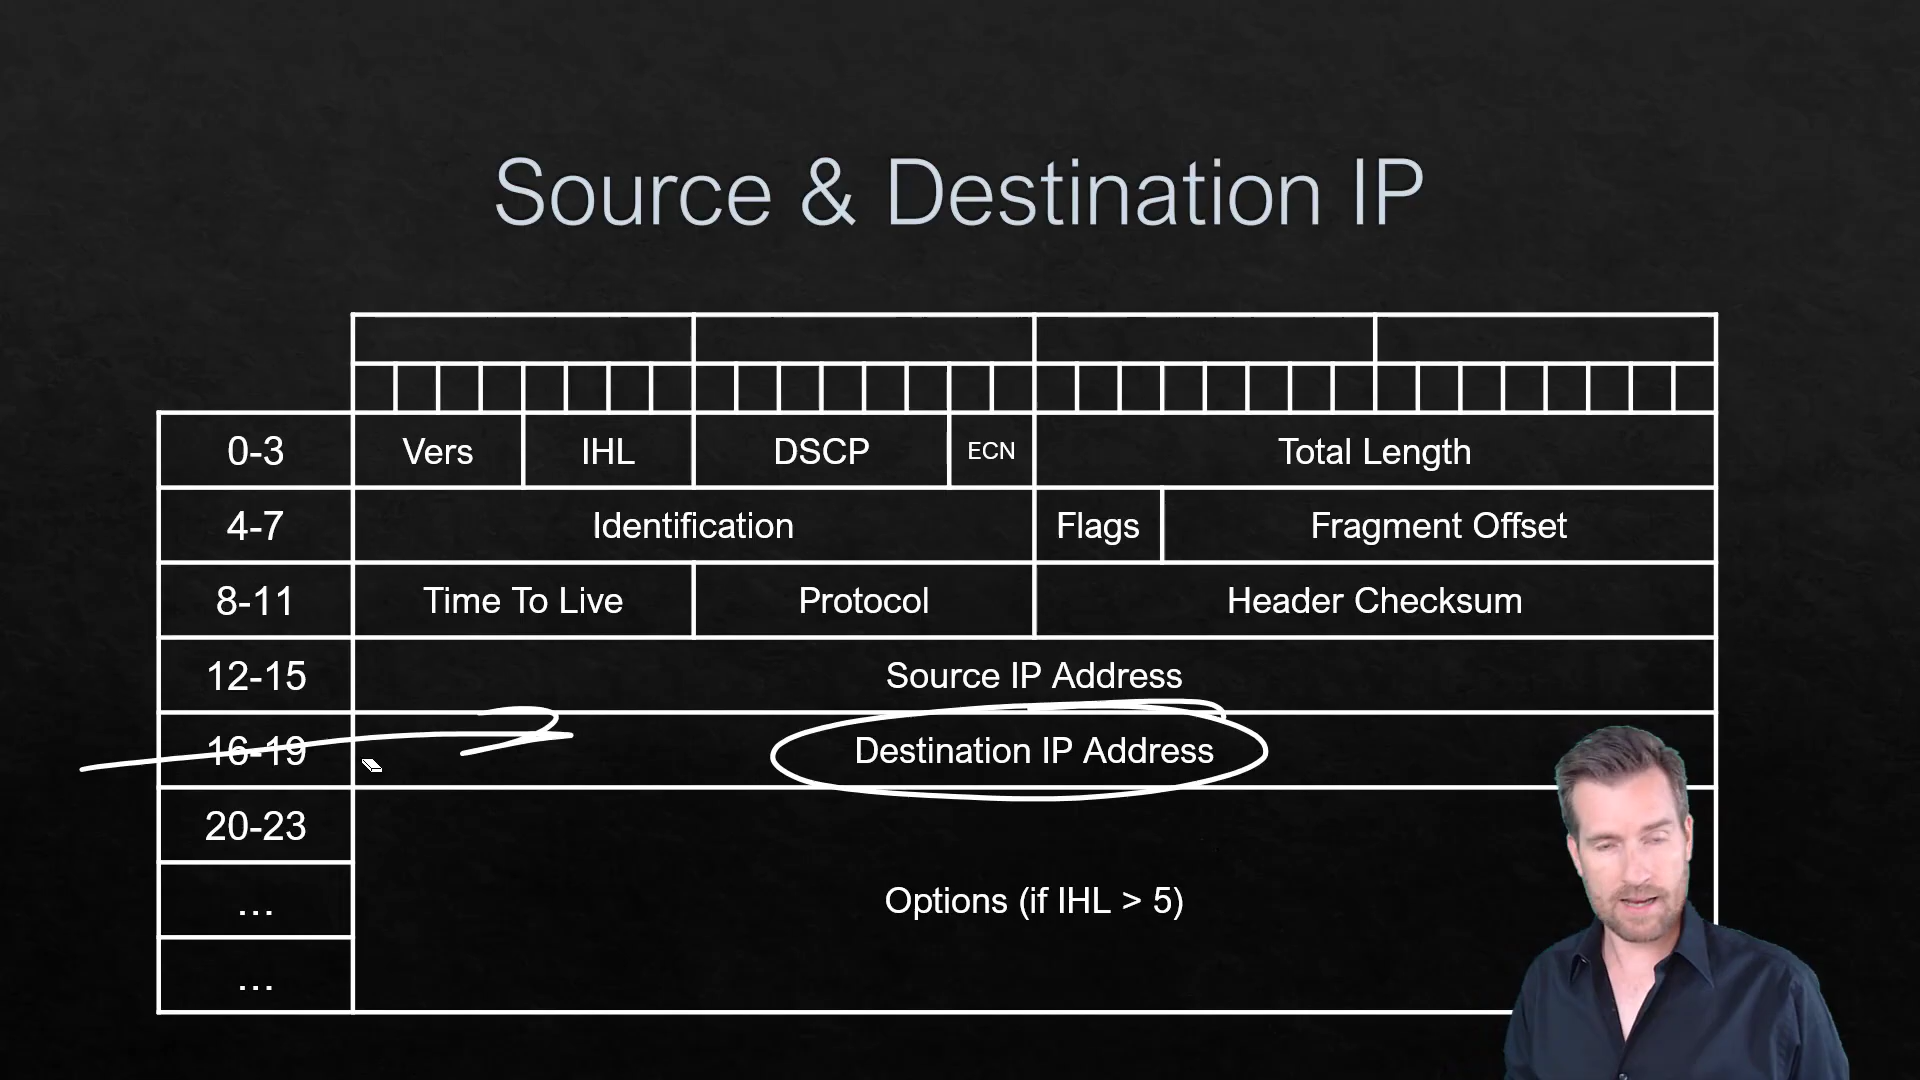 Source & Destination IP
0-3 Vers IHL DSCP ECN Total Length
4-7 Identification Flags Fragment Offset
8-11 Time To Live Protocol Header Checksum
12-15 Source IP Address
16-19 Destination IP Address
20-23
... Options (if IHL > 5)
...